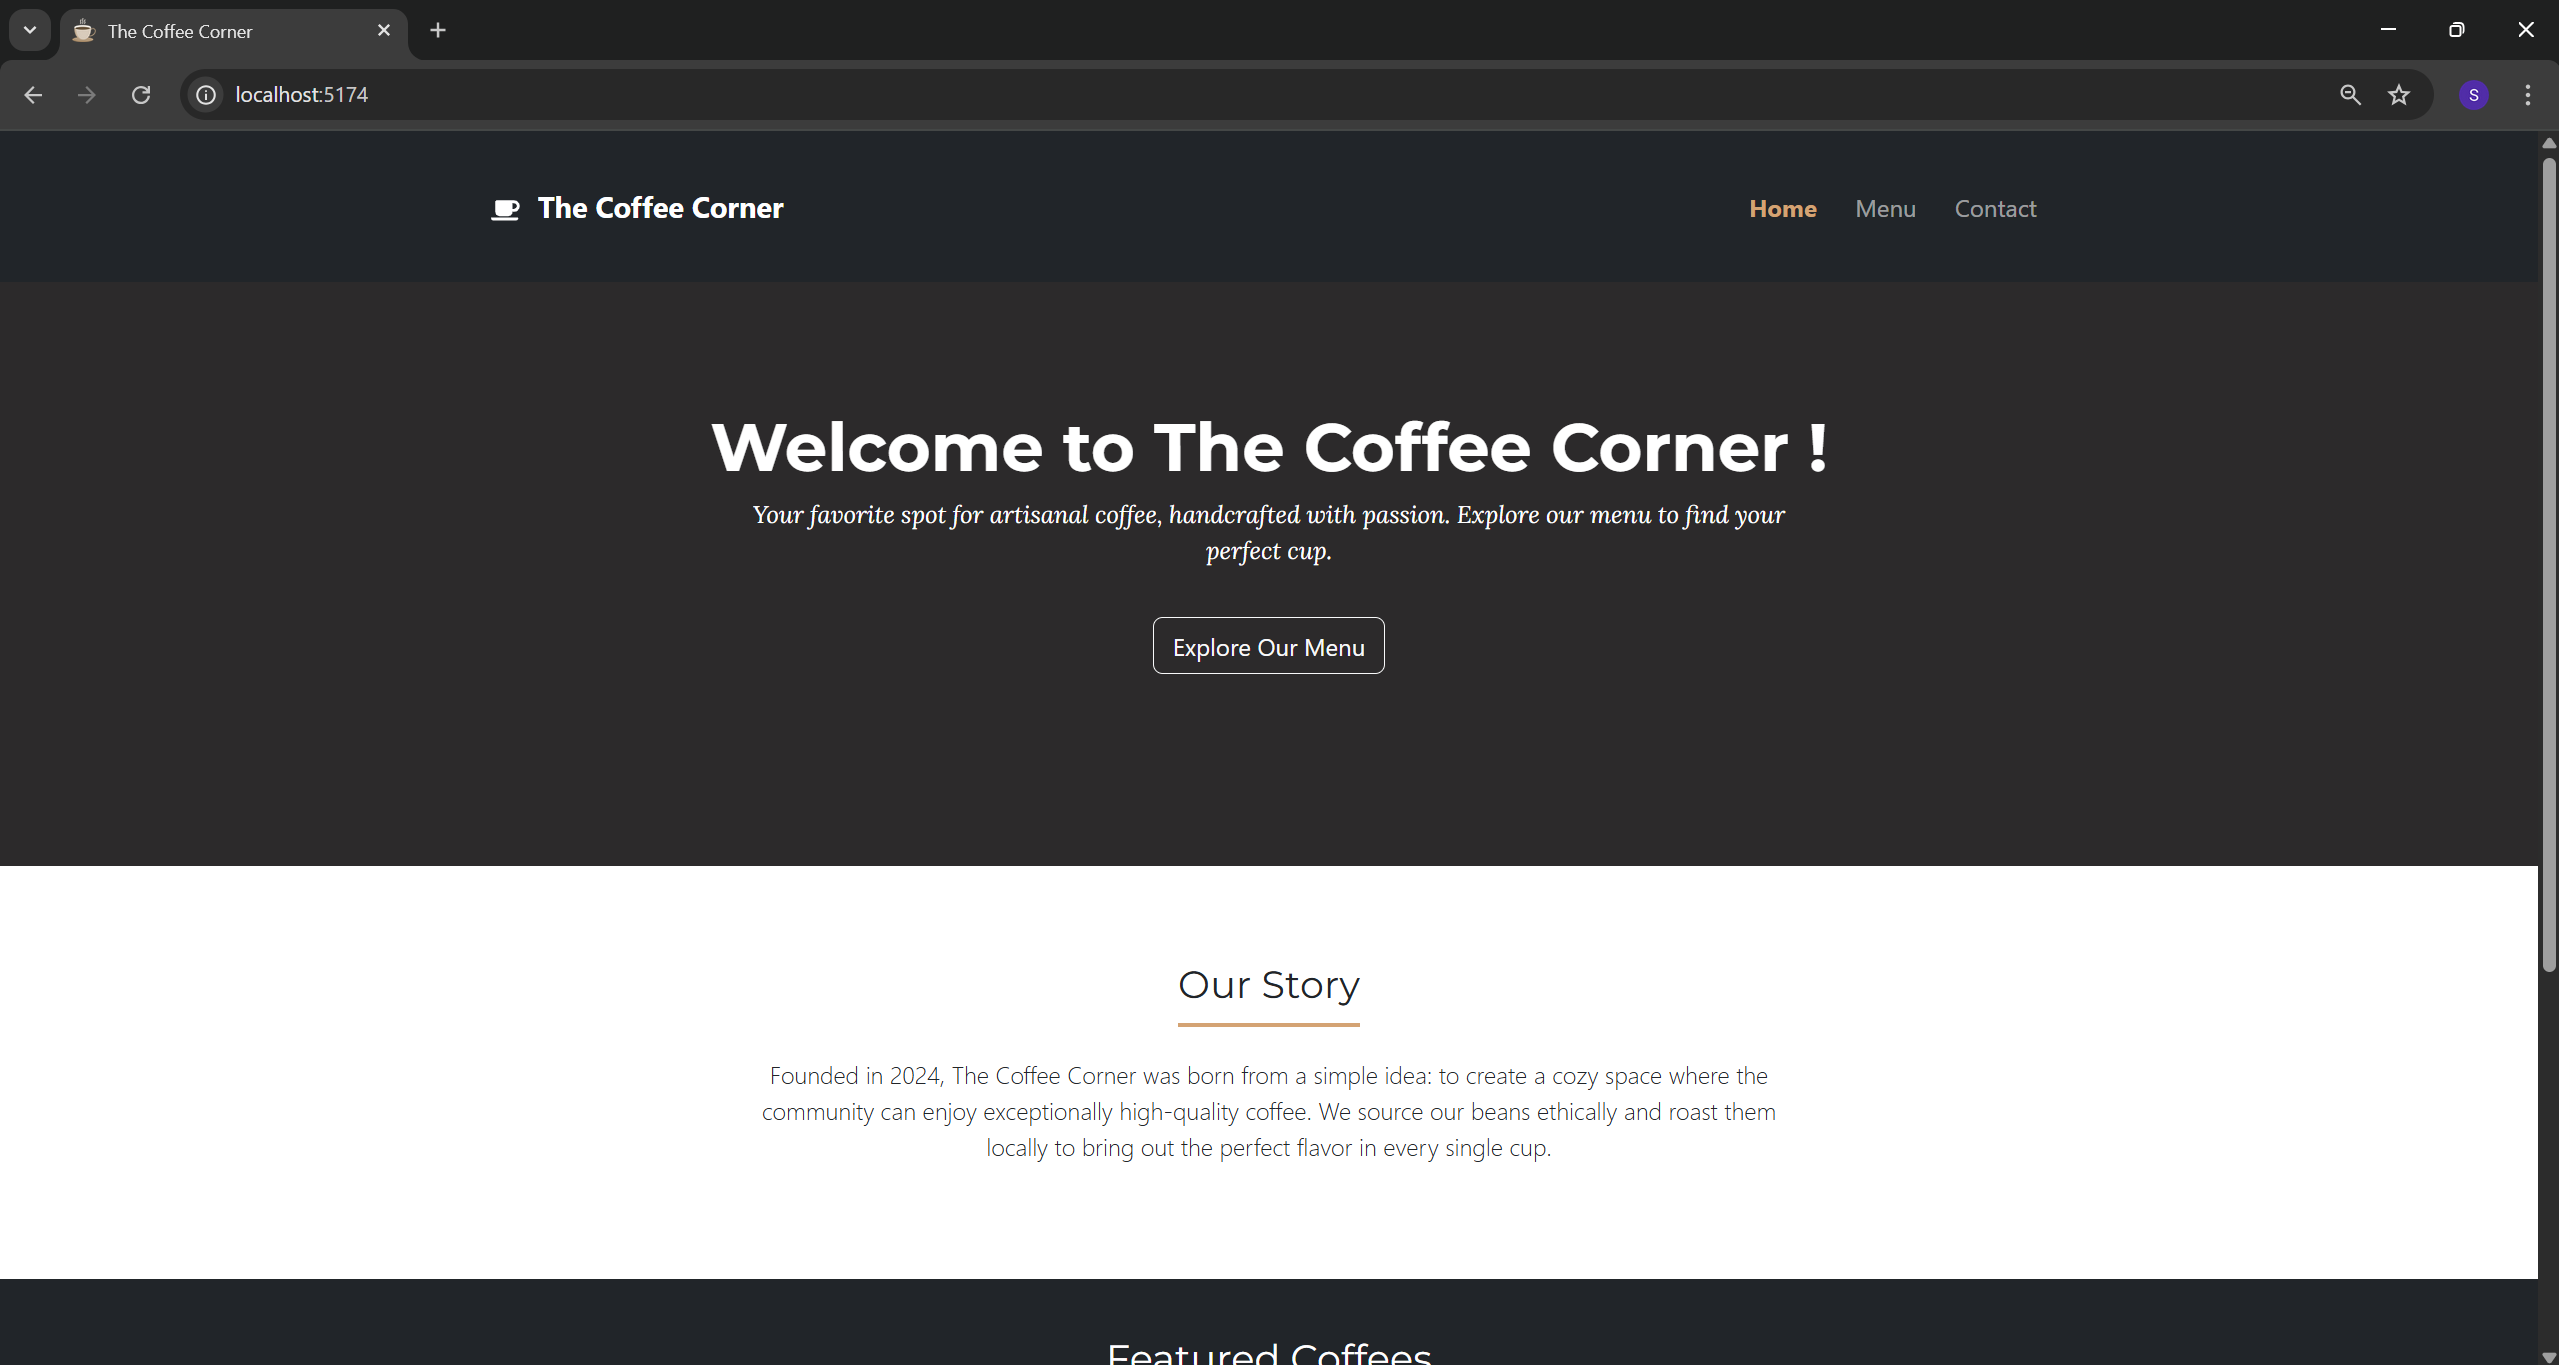 The Coffee Corner
localhost:5174
S
The Coffee Corner
Home Menu Contact
Welcome to The Coffee Corner !
Your favorite spot for artisanal coffee, handcrafted with passion. Explore our menu to find your
perfect cup.
Explore Our Menu
Our Story
Founded in 2024, The Coffee Corner was born from a simple idea: to create a cozy space where the
community can enjoy exceptionally high-quality coffee. We source our beans ethically and roast them
locally to bring out the perfect flavor in every single cup.
Featured Coffees